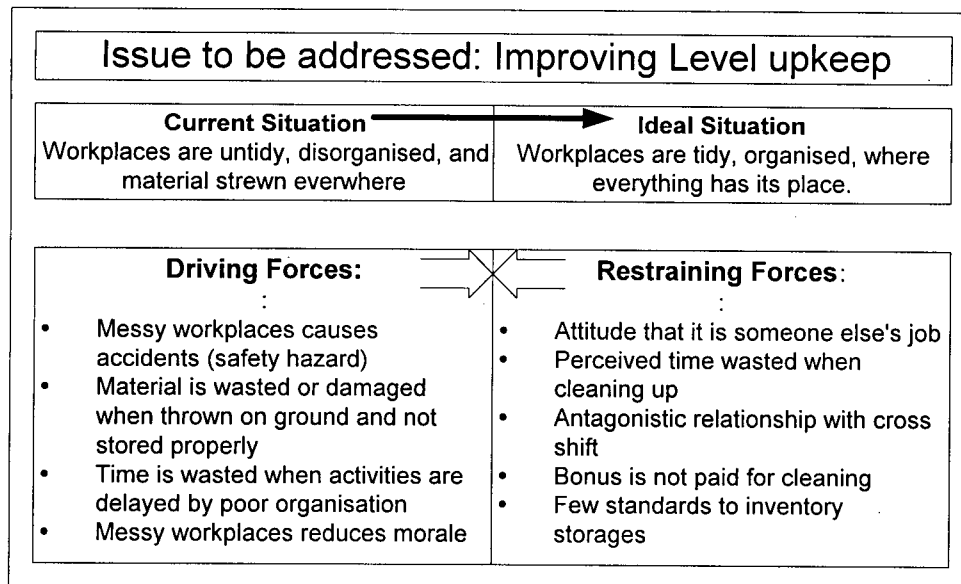 Issue to be addressed: Improving Level upkeep
Current Situation
Workplaces are untidy, disorganised, and
material strewn everwhere
Ideal Situation
Workplaces are tidy, organised, where
everything has its place.
Driving Forces:
:
• Messy workplaces causes
accidents (safety hazard)
• Material is wasted or damaged
when thrown on ground and not
stored properly
• Time is wasted when activities are
delayed by poor organisation
• Messy workplaces reduces morale
Restraining Forces:
:
• Attitude that it is someone else's job
• Perceived time wasted when
cleaning up
• Antagonistic relationship with cross
shift
• Bonus is not paid for cleaning
• Few standards to inventory
storages